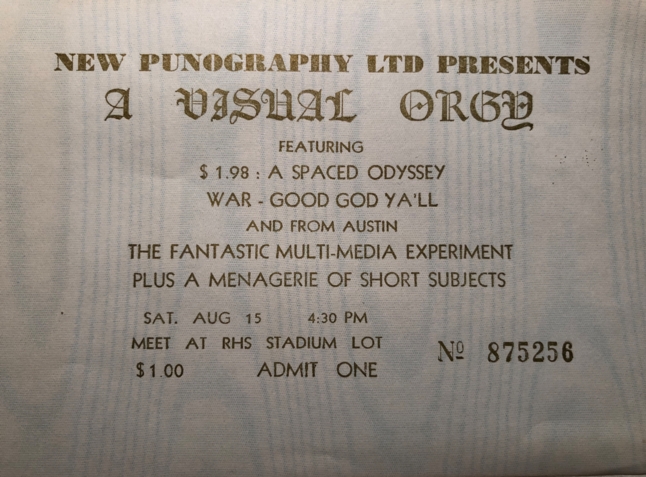 NEW PUNOGRAPHY LTD PRESENTS
A VISUAL ORGY
FEATURING
$ 1.98 : A SPACED ODYSSEY
WAR - GOOD GOD YA'LL
AND FROM AUSTIN
THE FANTASTIC MULTI-MEDIA EXPERIMENT
PLUS A MENAGERIE OF SHORT SUBJECTS
SAT. AUG 15 4:30 PM
MEET AT RHS STADIUM LOT
$1.00 ADMIT ONE
Nº 875256